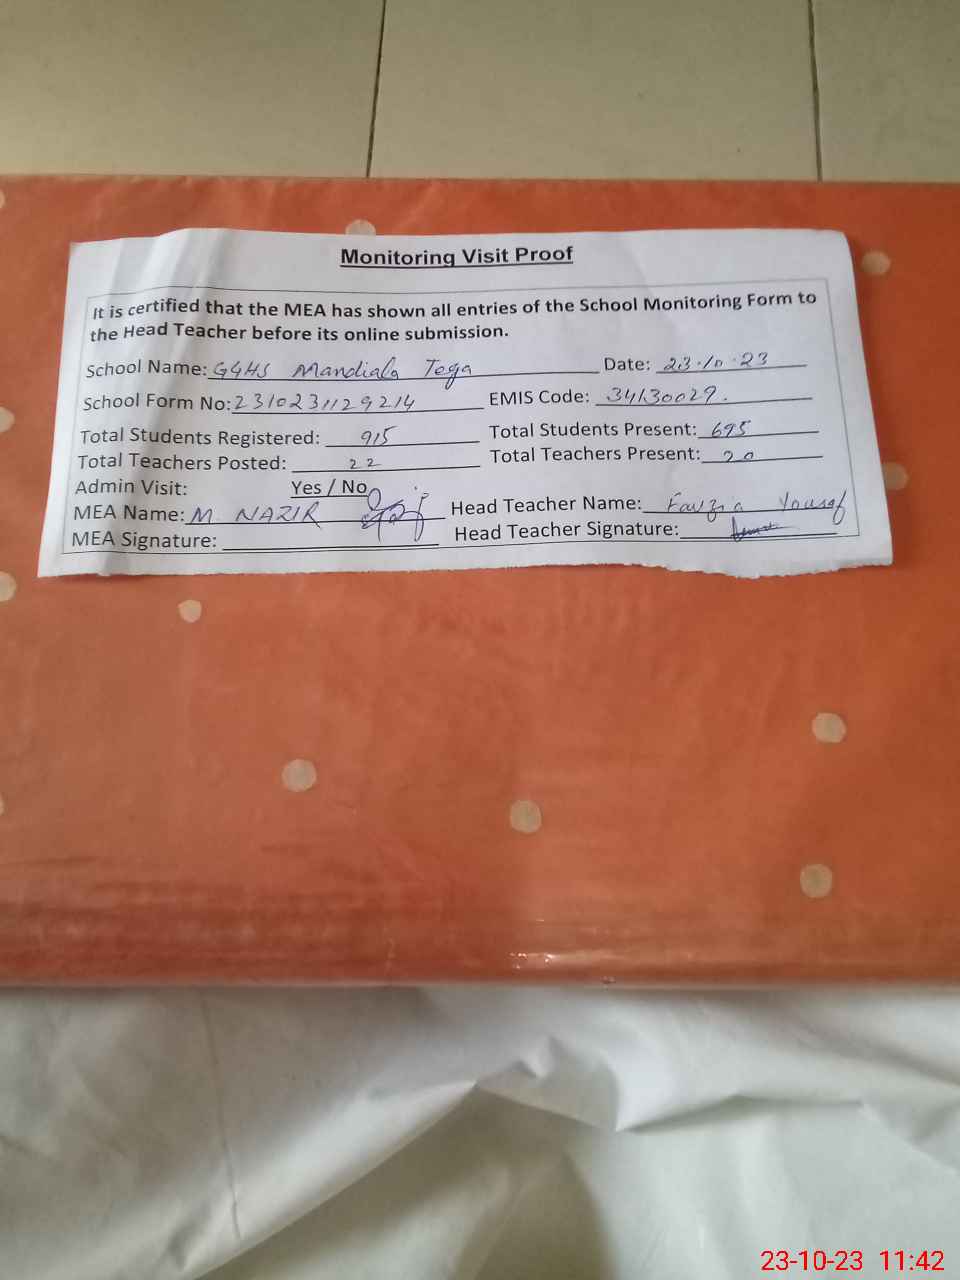 Monitoring Visit Proof
It is certified that the MEA has shown all entries of the School Monitoring Form to
the Head Teacher before its online submission.
School Name: GGHS Mandiala Tega Date: 23.10.23
School Form No: 2310231129214 EMIS Code: 34130029.
Total Students Registered: 915 Total Students Present: 695
Total Teachers Posted: 22 Total Teachers Present: 20
Admin Visit: Yes / No
MEA Name: M. NAZIR Head Teacher Name: Fauzia Yousaf
MEA Signature: Head Teacher Signature:
23-10-23 11:42